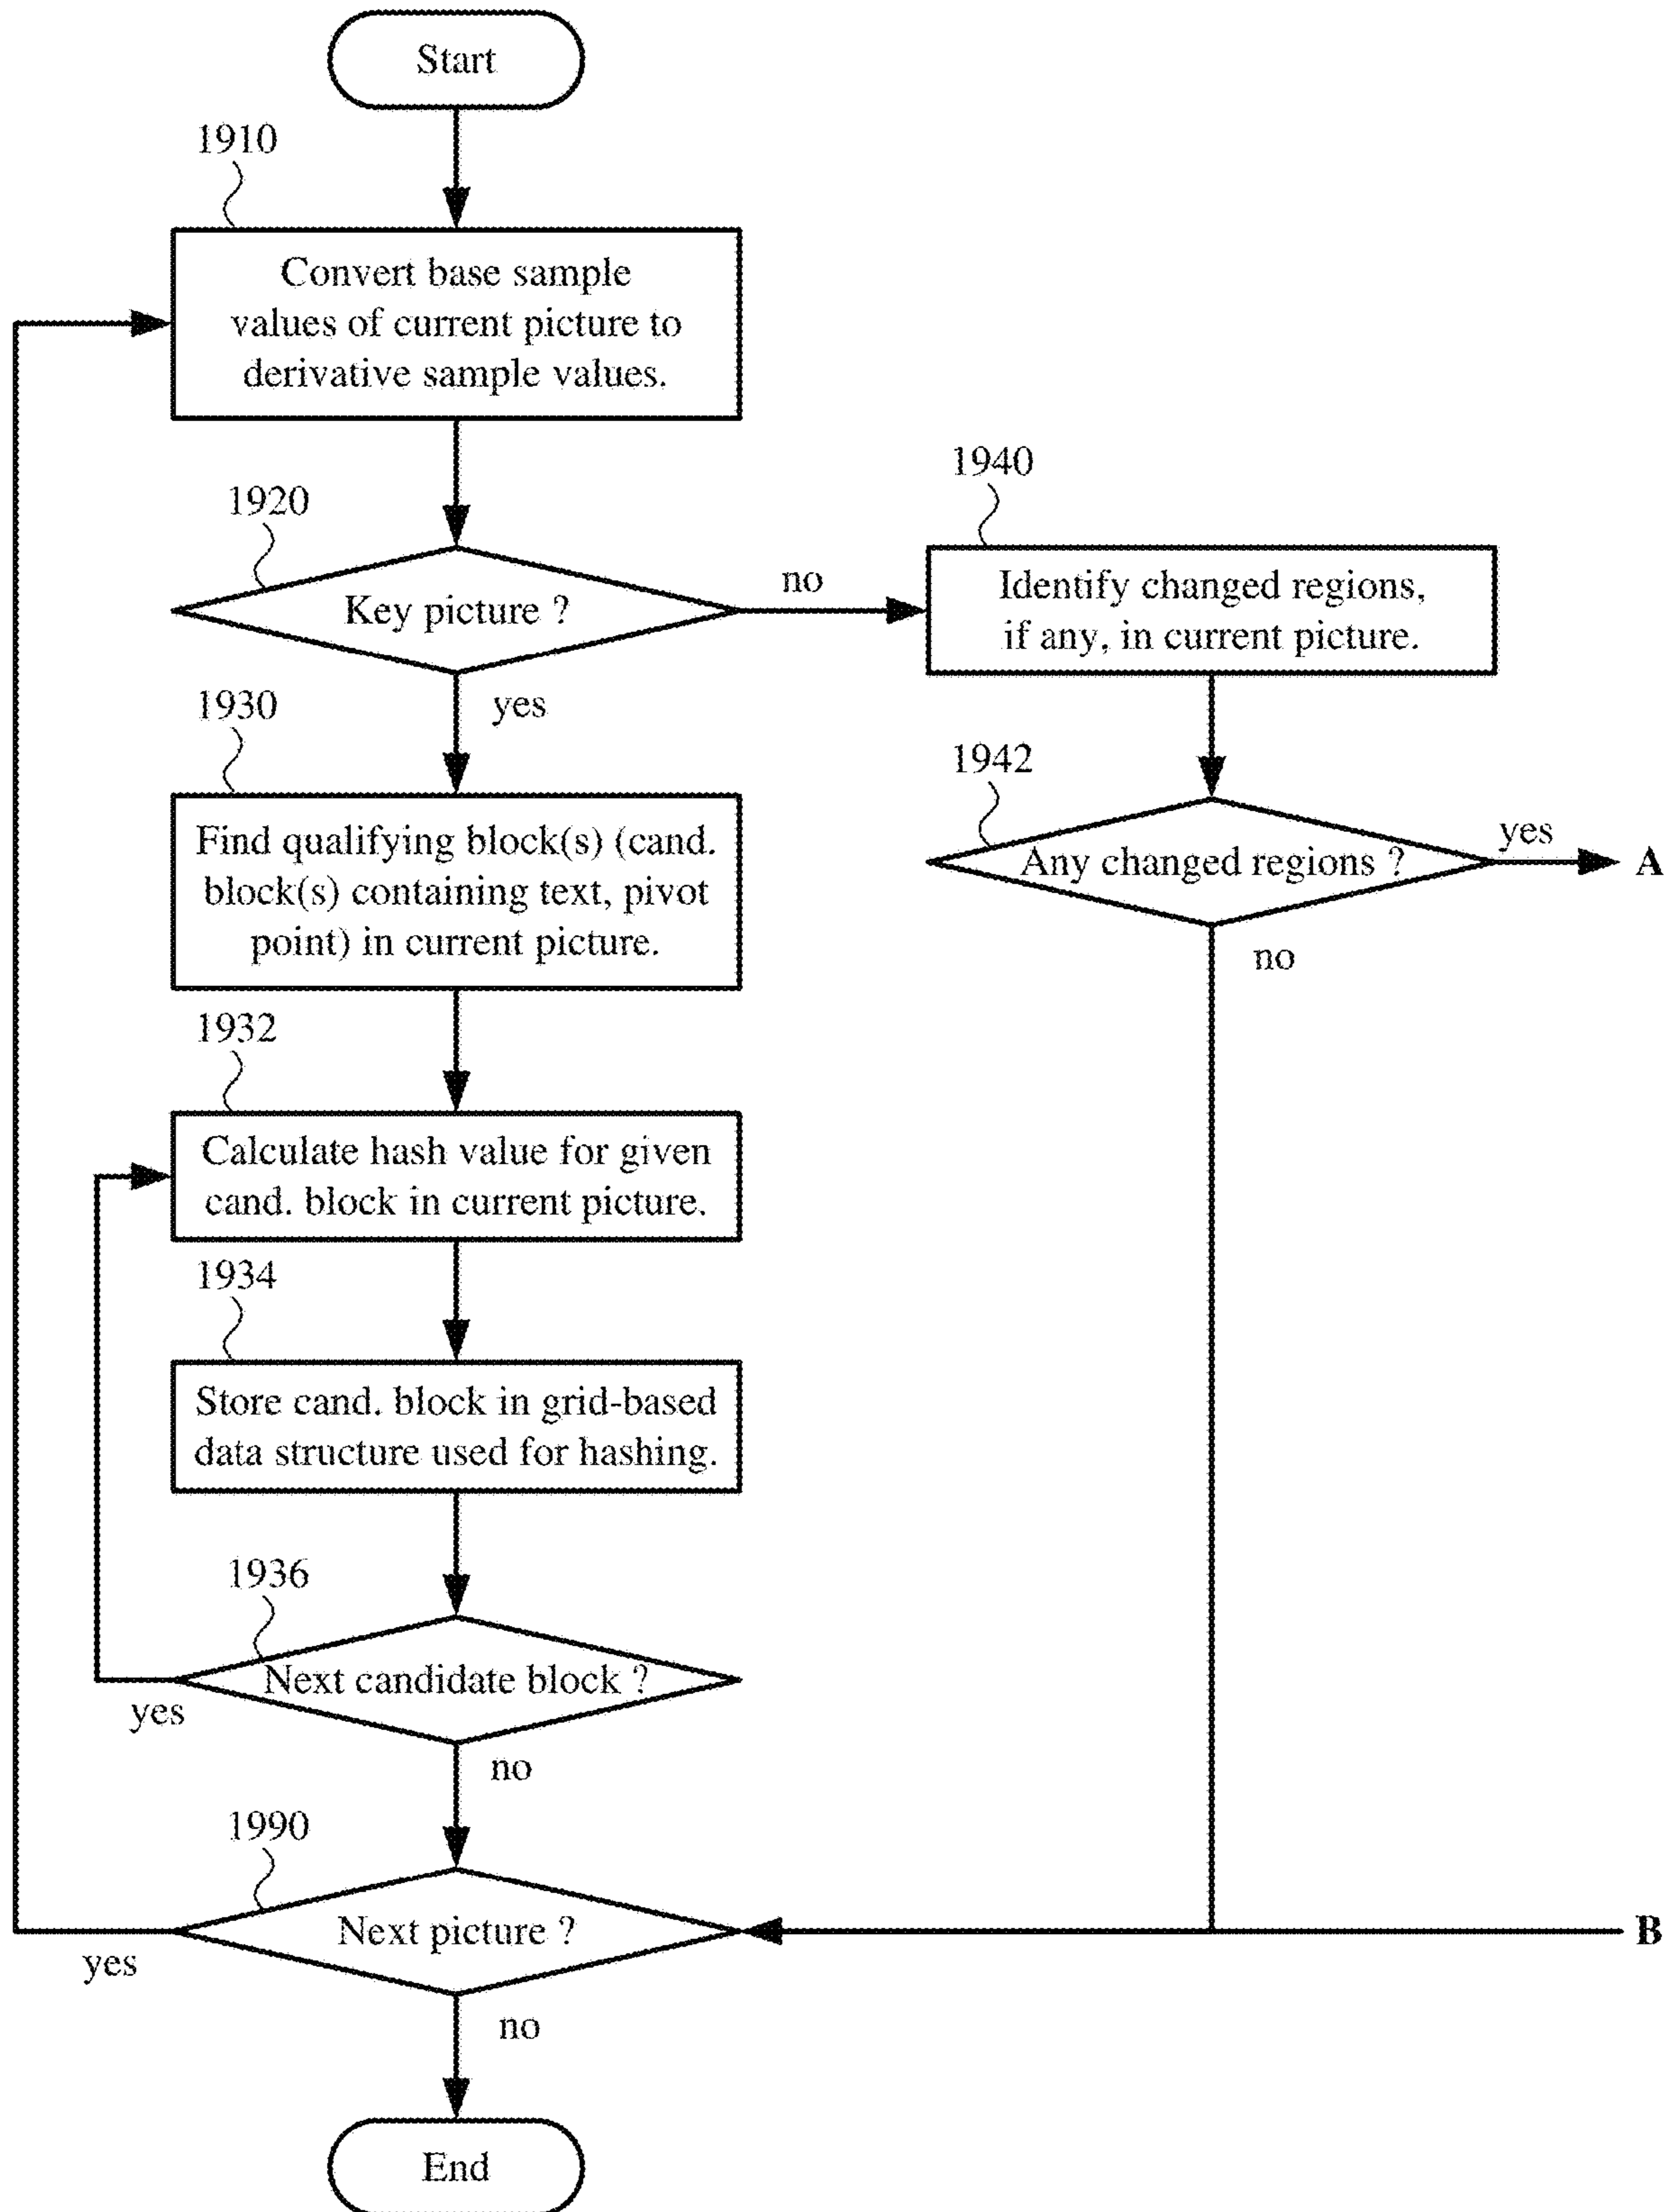 Start
1910
Convert base sample
values of current picture to
derivative sample values.
1920
Key picture ?
no
yes
1940
Identify changed regions,
if any, in current picture.
1942
Any changed regions ?
yes
A
no
1930
Find qualifying block(s) (cand.
block(s) containing text, pivot
point) in current picture.
1932
Calculate hash value for given
cand. block in current picture.
1934
Store cand. block in grid-based
data structure used for hashing.
1936
Next candidate block ?
yes
no
1990
Next picture ?
B
yes
no
End